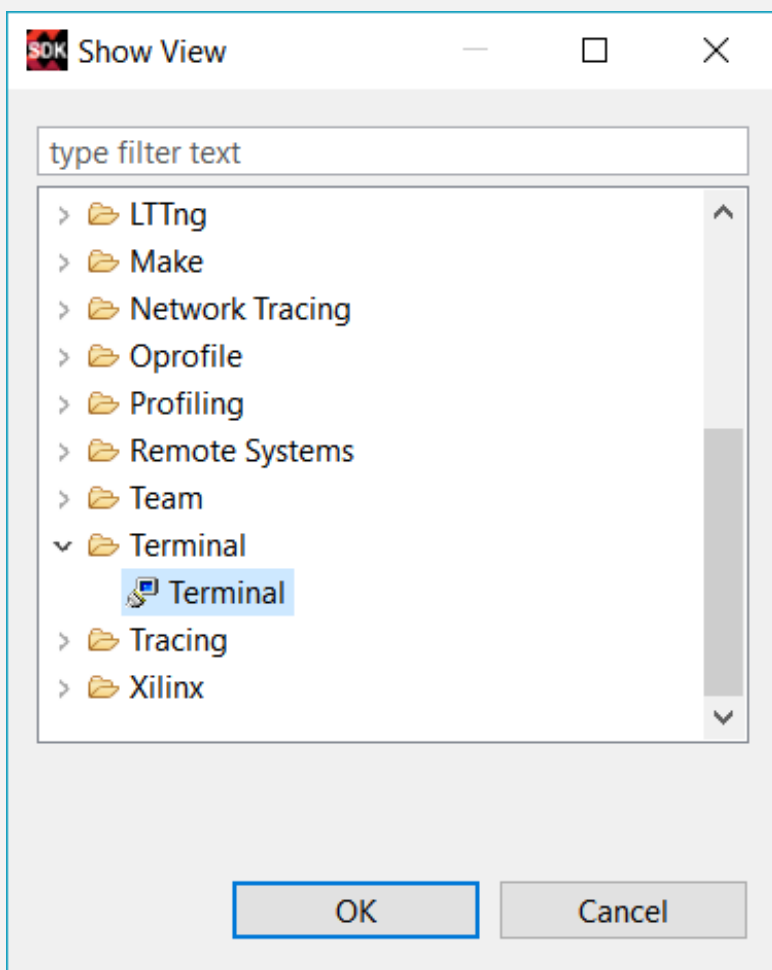 SDK Show View
type filter text
LTTng
Make
Network Tracing
Oprofile
Profiling
Remote Systems
Team
Terminal
Terminal
Tracing
Xilinx
OK Cancel